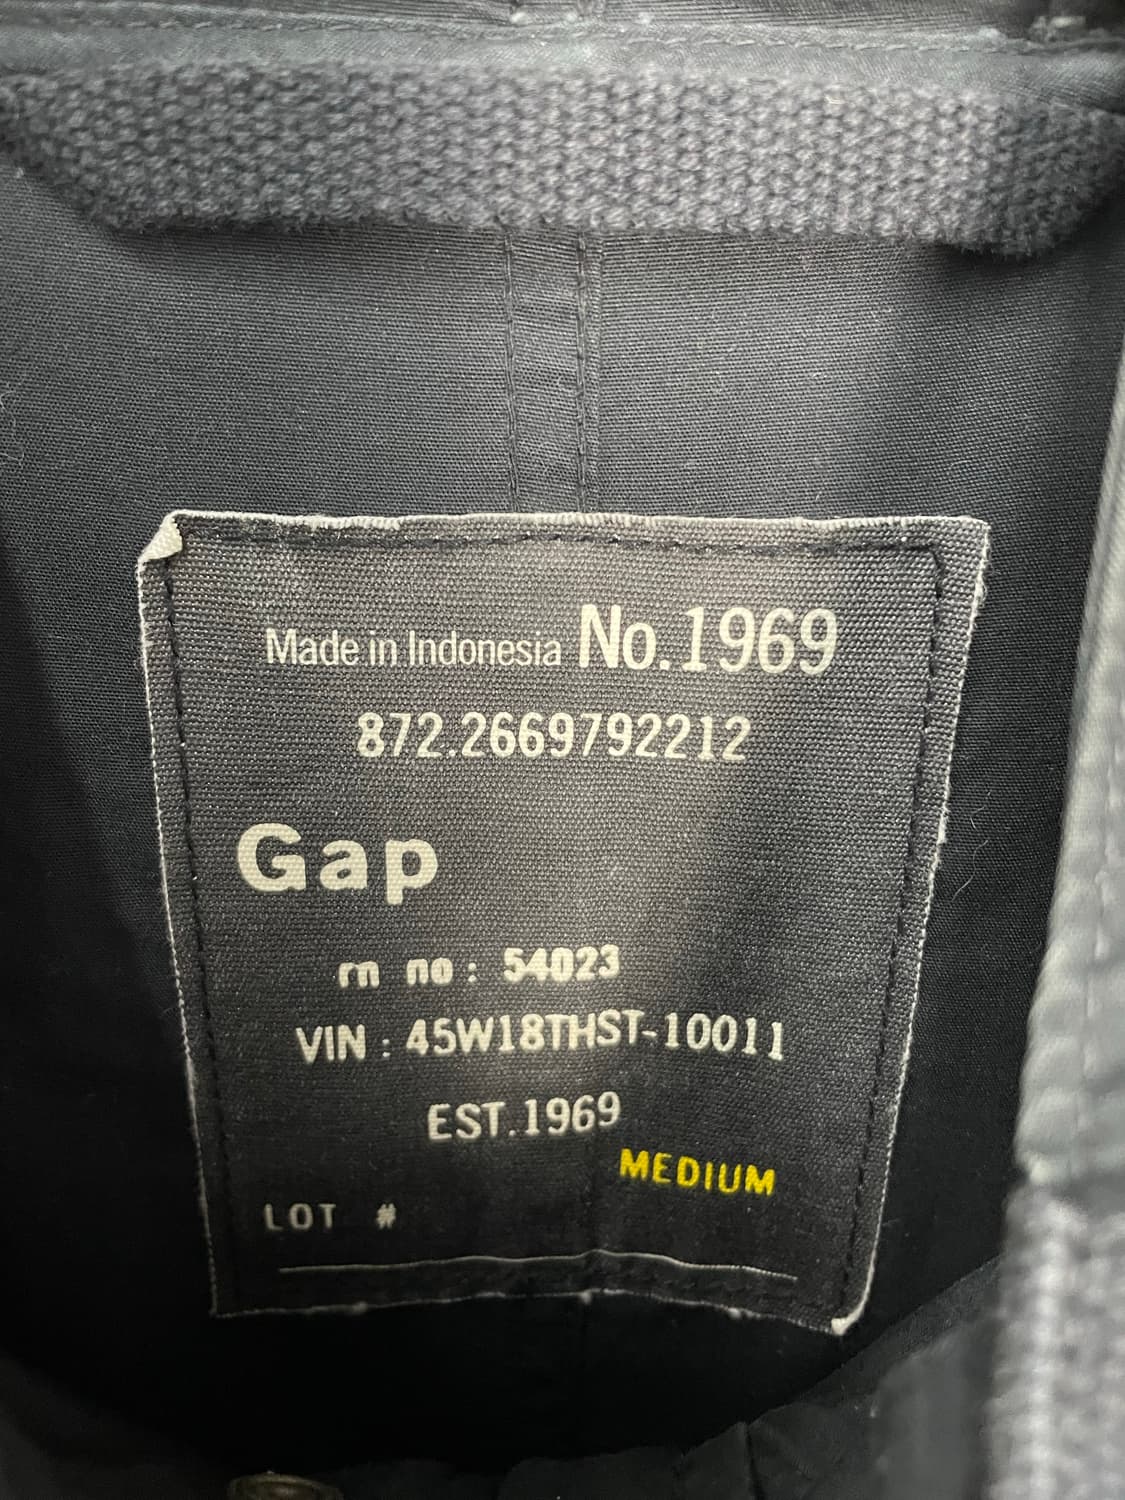 Made in Indonesia No.1969
872.2669792212
Gap
rn no: 54023
VIN : 45W18THST-10011
EST.1969
MEDIUM
LOT #